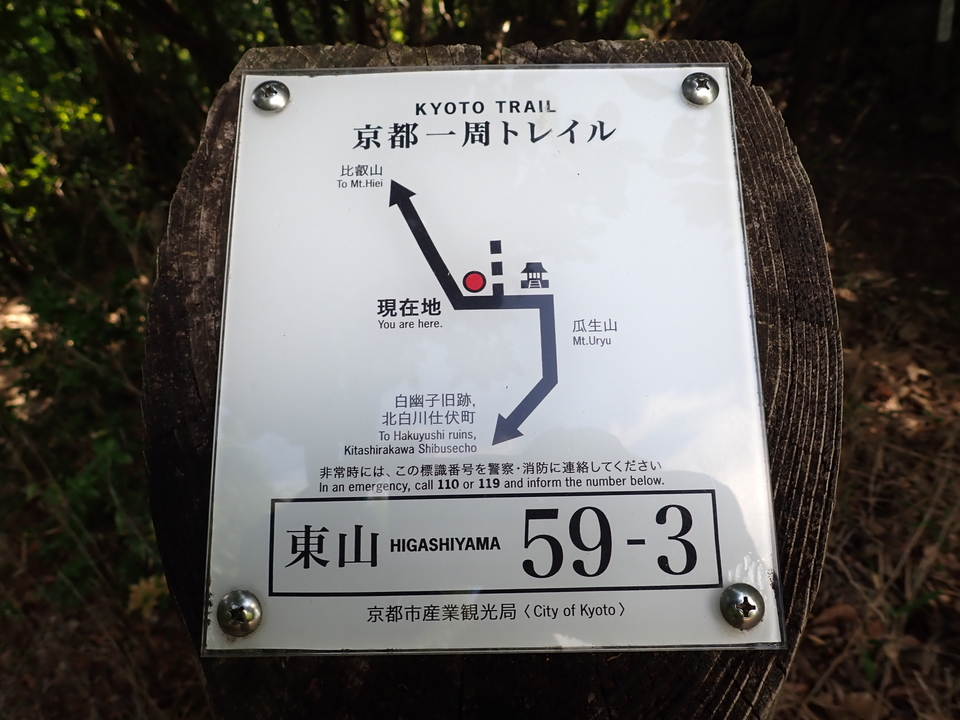 KYOTO TRAIL
京都一周トレイル
比叡山
To Mt.Hiei
現在地
You are here.
瓜生山
Mt.Uryu
白幽子旧跡,
北白川仕伏町
To Hakuyushi ruins,
Kitashirakawa Shibusecho
非常時には、この標識番号を警察・消防に連絡してください
In an emergency, call 110 or 119 and inform the number below.
東山 HIGASHIYAMA 59-3
京都市産業観光局〈City of Kyoto〉